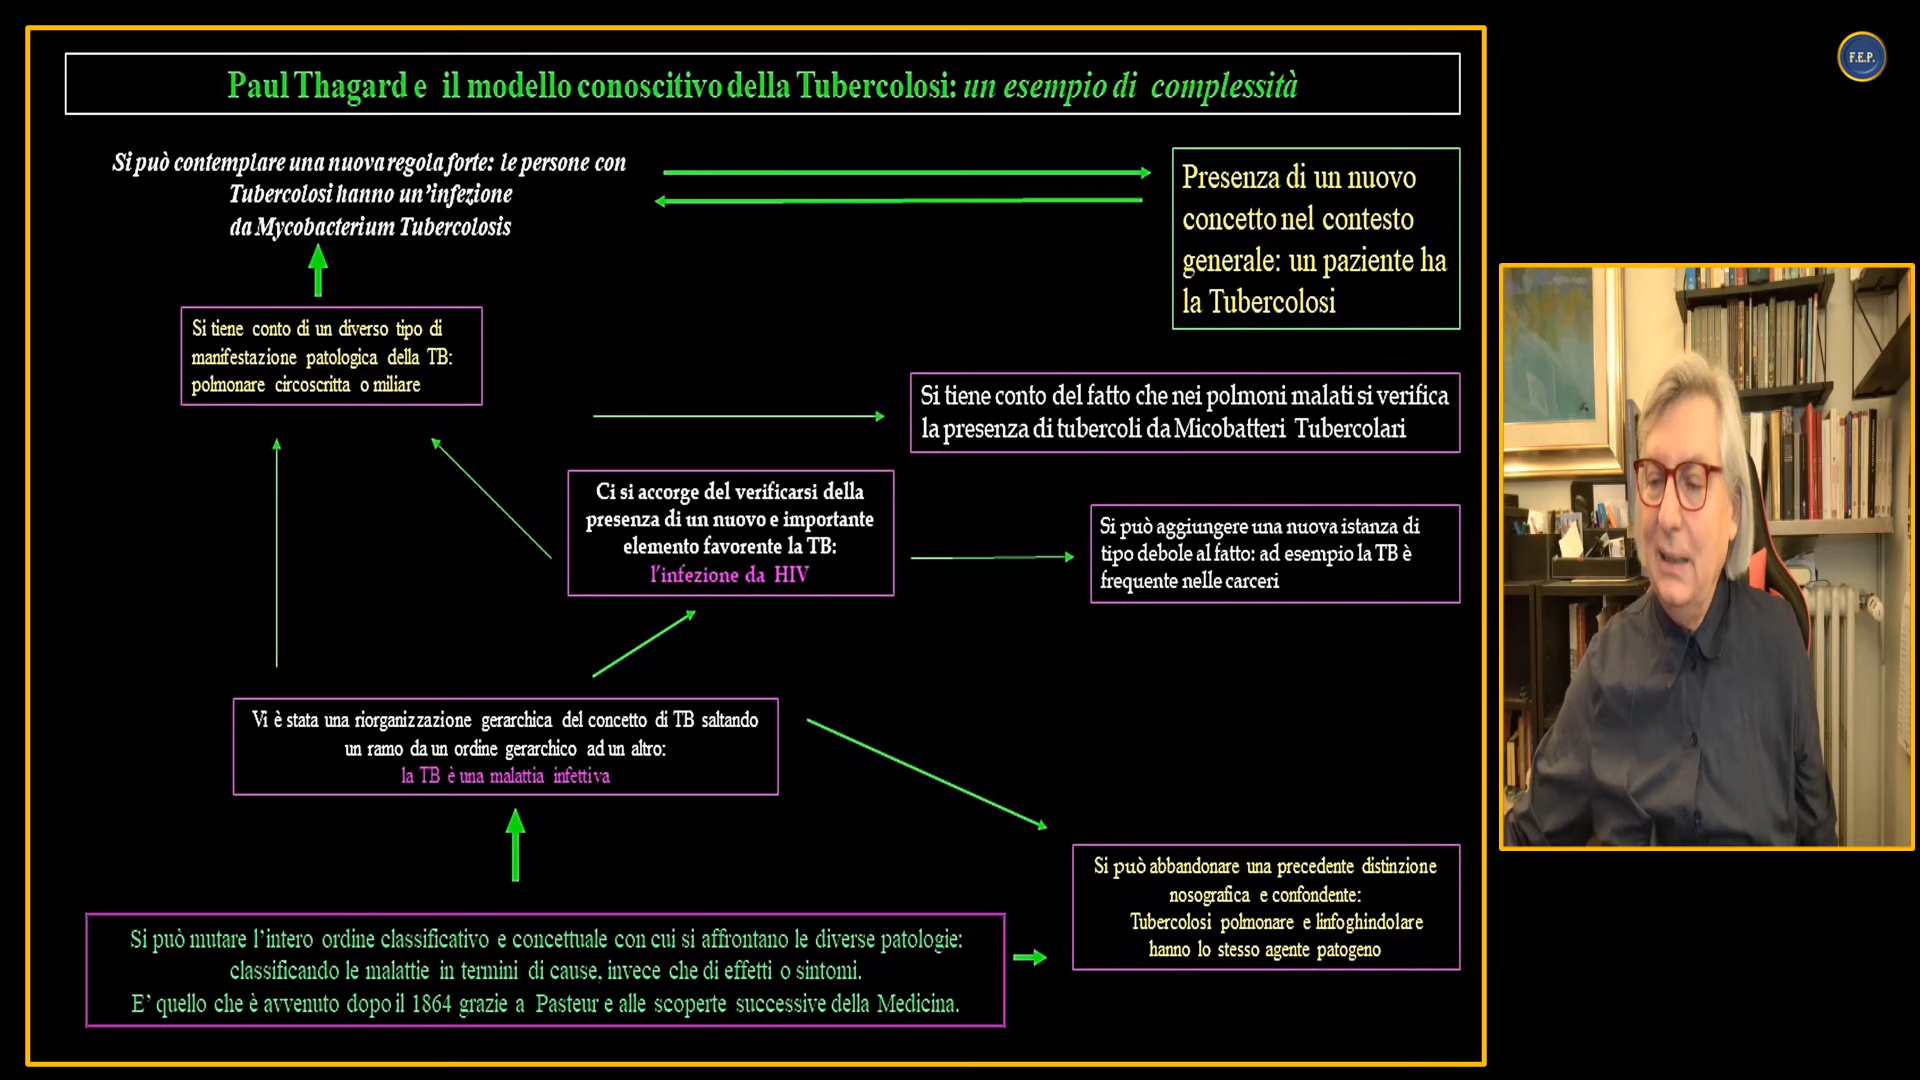 Paul Thagard e il modello conoscitivo della Tubercolosi: un esempio di complessità
F.E.P.
Si può contemplare una nuova regola forte: le persone con
Tubercolosi hanno un'infezione
da Mycobacterium Tubercolosis
Presenza di un nuovo
concetto nel contesto
generale: un paziente ha
la Tubercolosi
Si tiene conto di un diverso tipo di
manifestazione patologica della TB:
polmonare circoscritta o miliare
Si tiene conto del fatto che nei polmoni malati si verifica
la presenza di tubercoli da Micobatteri Tubercolari
Ci si accorge del verificarsi della
presenza di un nuovo e importante
elemento favorente la TB:
l'infezione da HIV
Si può aggiungere una nuova istanza di
tipo debole al fatto: ad esempio la TB è
frequente nelle carceri
Vi è stata una riorganizzazione gerarchica del concetto di TB saltando
un ramo da un ordine gerarchico ad un altro:
la TB è una malattia infettiva
Si può abbandonare una precedente distinzione
nosografica e confondente:
Tubercolosi polmonare e linfoghindolare
hanno lo stesso agente patogeno
Si può mutare l'intero ordine classificativo e concettuale con cui si affrontano le diverse patologie:
classificando le malattie in termini di cause, invece che di effetti o sintomi.
E' quello che è avvenuto dopo il 1864 grazie a Pasteur e alle scoperte successive della Medicina.